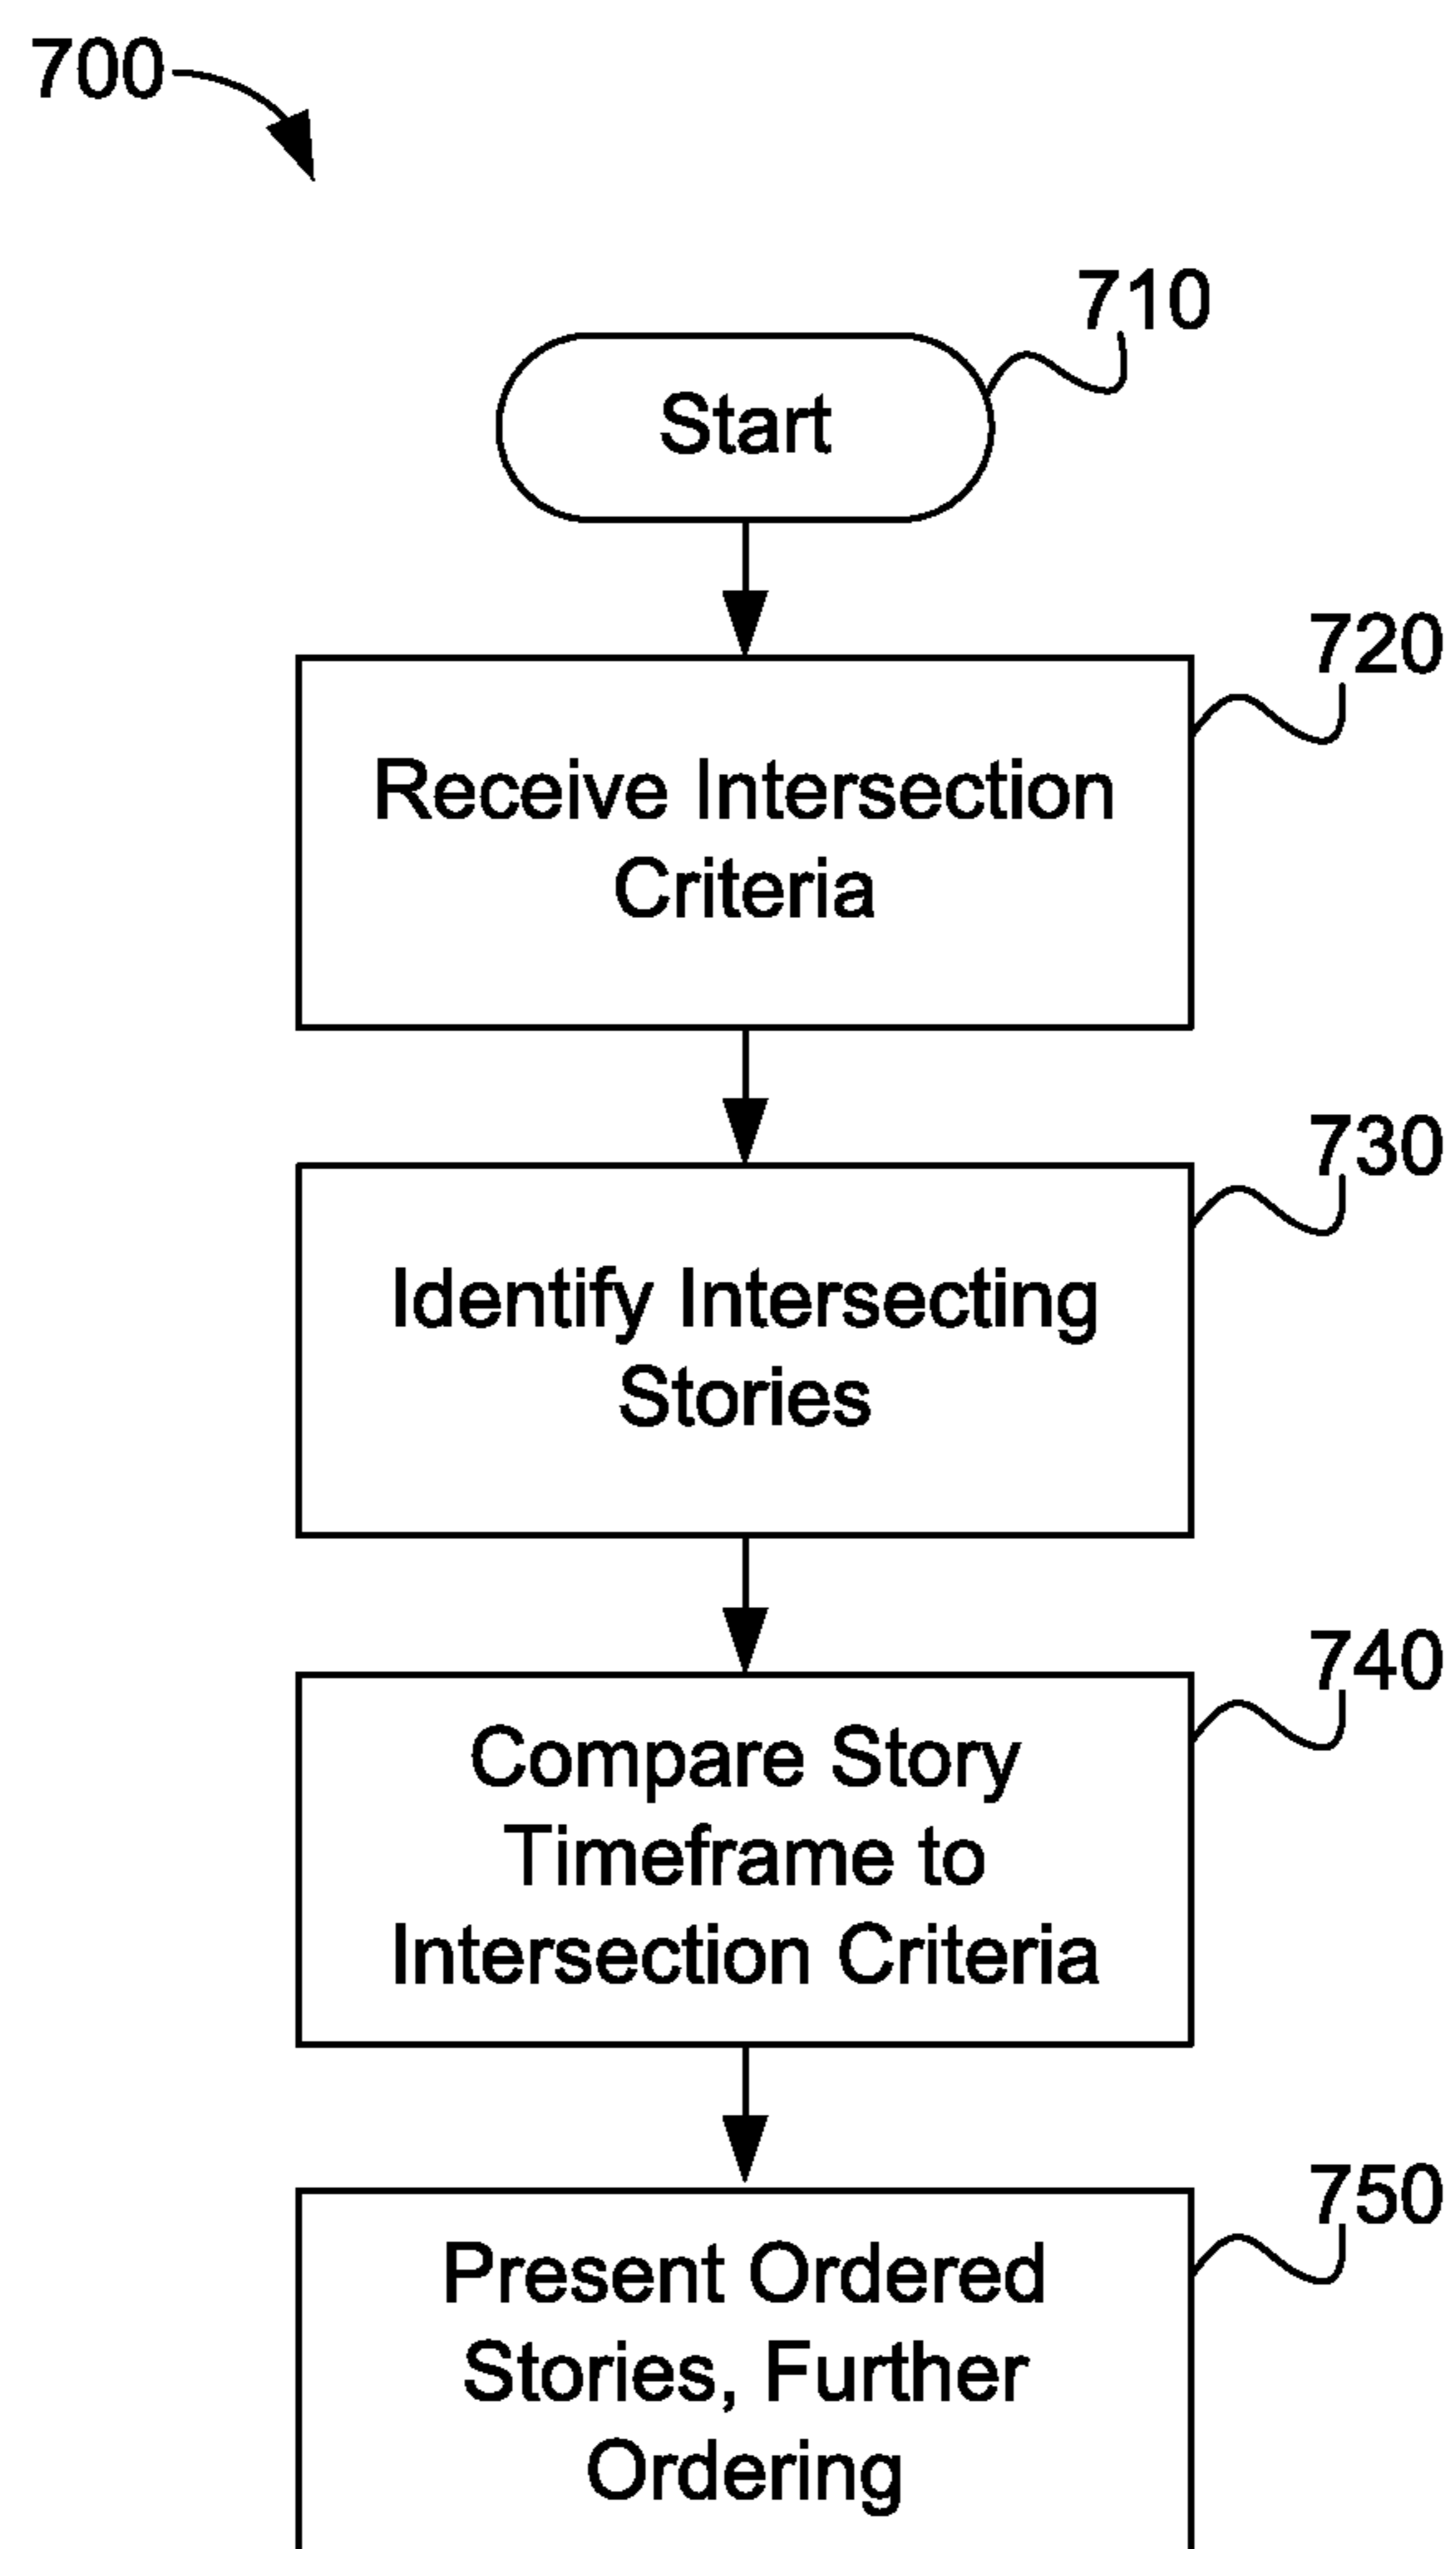 700
710
Start
720
Receive Intersection
Criteria
730
Identify Intersecting
Stories
740
Compare Story
Timeframe to
Intersection Criteria
750
Present Ordered
Stories, Further
Ordering